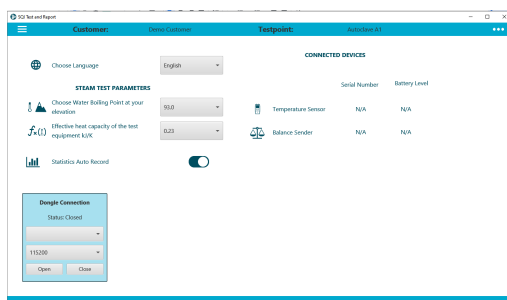 SQI Test and Report
Customer:
Demo Customer
Testpoint:
Autoclave A1
Choose Language
English
STEAM TEST PARAMETERS
Choose Water Boiling Point at your
elevation
93.0
Effective heat capacity of the test
equipment kJ/K
0.23
Statistics Auto Record
CONNECTED DEVICES
Serial Number
Battery Level
Temperature Sensor
N/A
N/A
Balance Sender
N/A
N/A
Dongle Connection
Status: Closed
115200
Open
Close